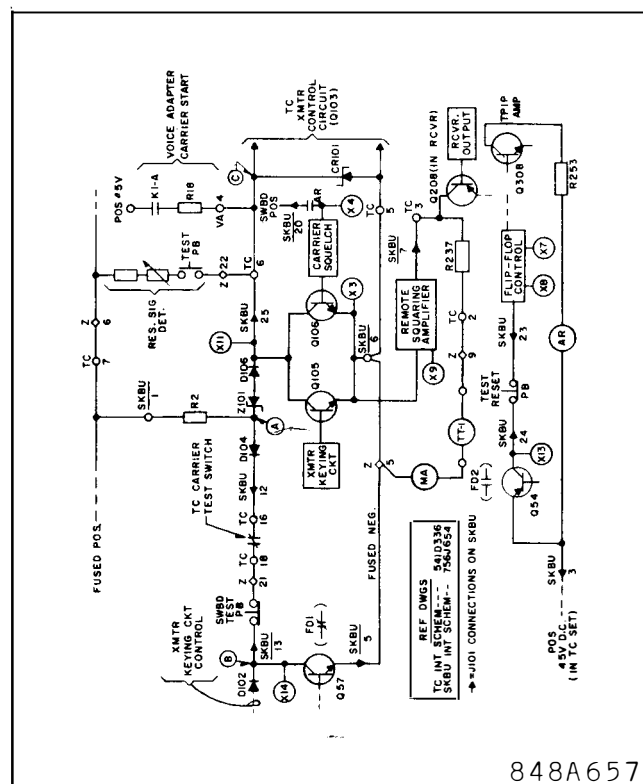 VOICE ADAPTER
CARRIER START
POS 45V
K1-A
R18
VA 4
TC
XMTR
CONTROL
CIRCUIT
(Q103)
C
CR101
TEST
PB
RES. SIG
DET.
Z 22
TC 6
SKBU 25
X11
D106
Z101
A
D104
SKBU 12
TC 16
TC CARRIER
TEST SWITCH
TC 18
Z 21
SWBD
TEST
PB
SKBU 13
B
D102
XMTR
KEYING CKT
CONTROL
Z 6
TC 7
FUSED POS.
SKBU 1
R2
SWBD
POS
SKBU 20
AR
X4
CARRIER
SQUELCH
Q106
Q105
XMTR
KEYING
CKT
X3
SKBU 6
TC 5
Z 5
FUSED NEG.
FD1
X14
Q57
SKBU 5
Q208 (IN RCVR)
RCVR.
OUTPUT
TC 3
SKBU 7
REMOTE
SQUARING
AMPLIFIER
X9
R237
TC 2
Z 9
TT-1
MA
FD2
TPIP
AMP
Q308
R253
FLIP-FLOP
CONTROL
X7
X8
SKBU 23
TEST
RESET
PB
SKBU 24
X13
Q54
AR
SKBU 3
POS
45V D.C.
(IN TC SET)
REF DWGS
TC INT SCHEM--- 541D336
SKBU INT SCHEM-- 756J654
=J101 CONNECTIONS ON SKBU
848A657